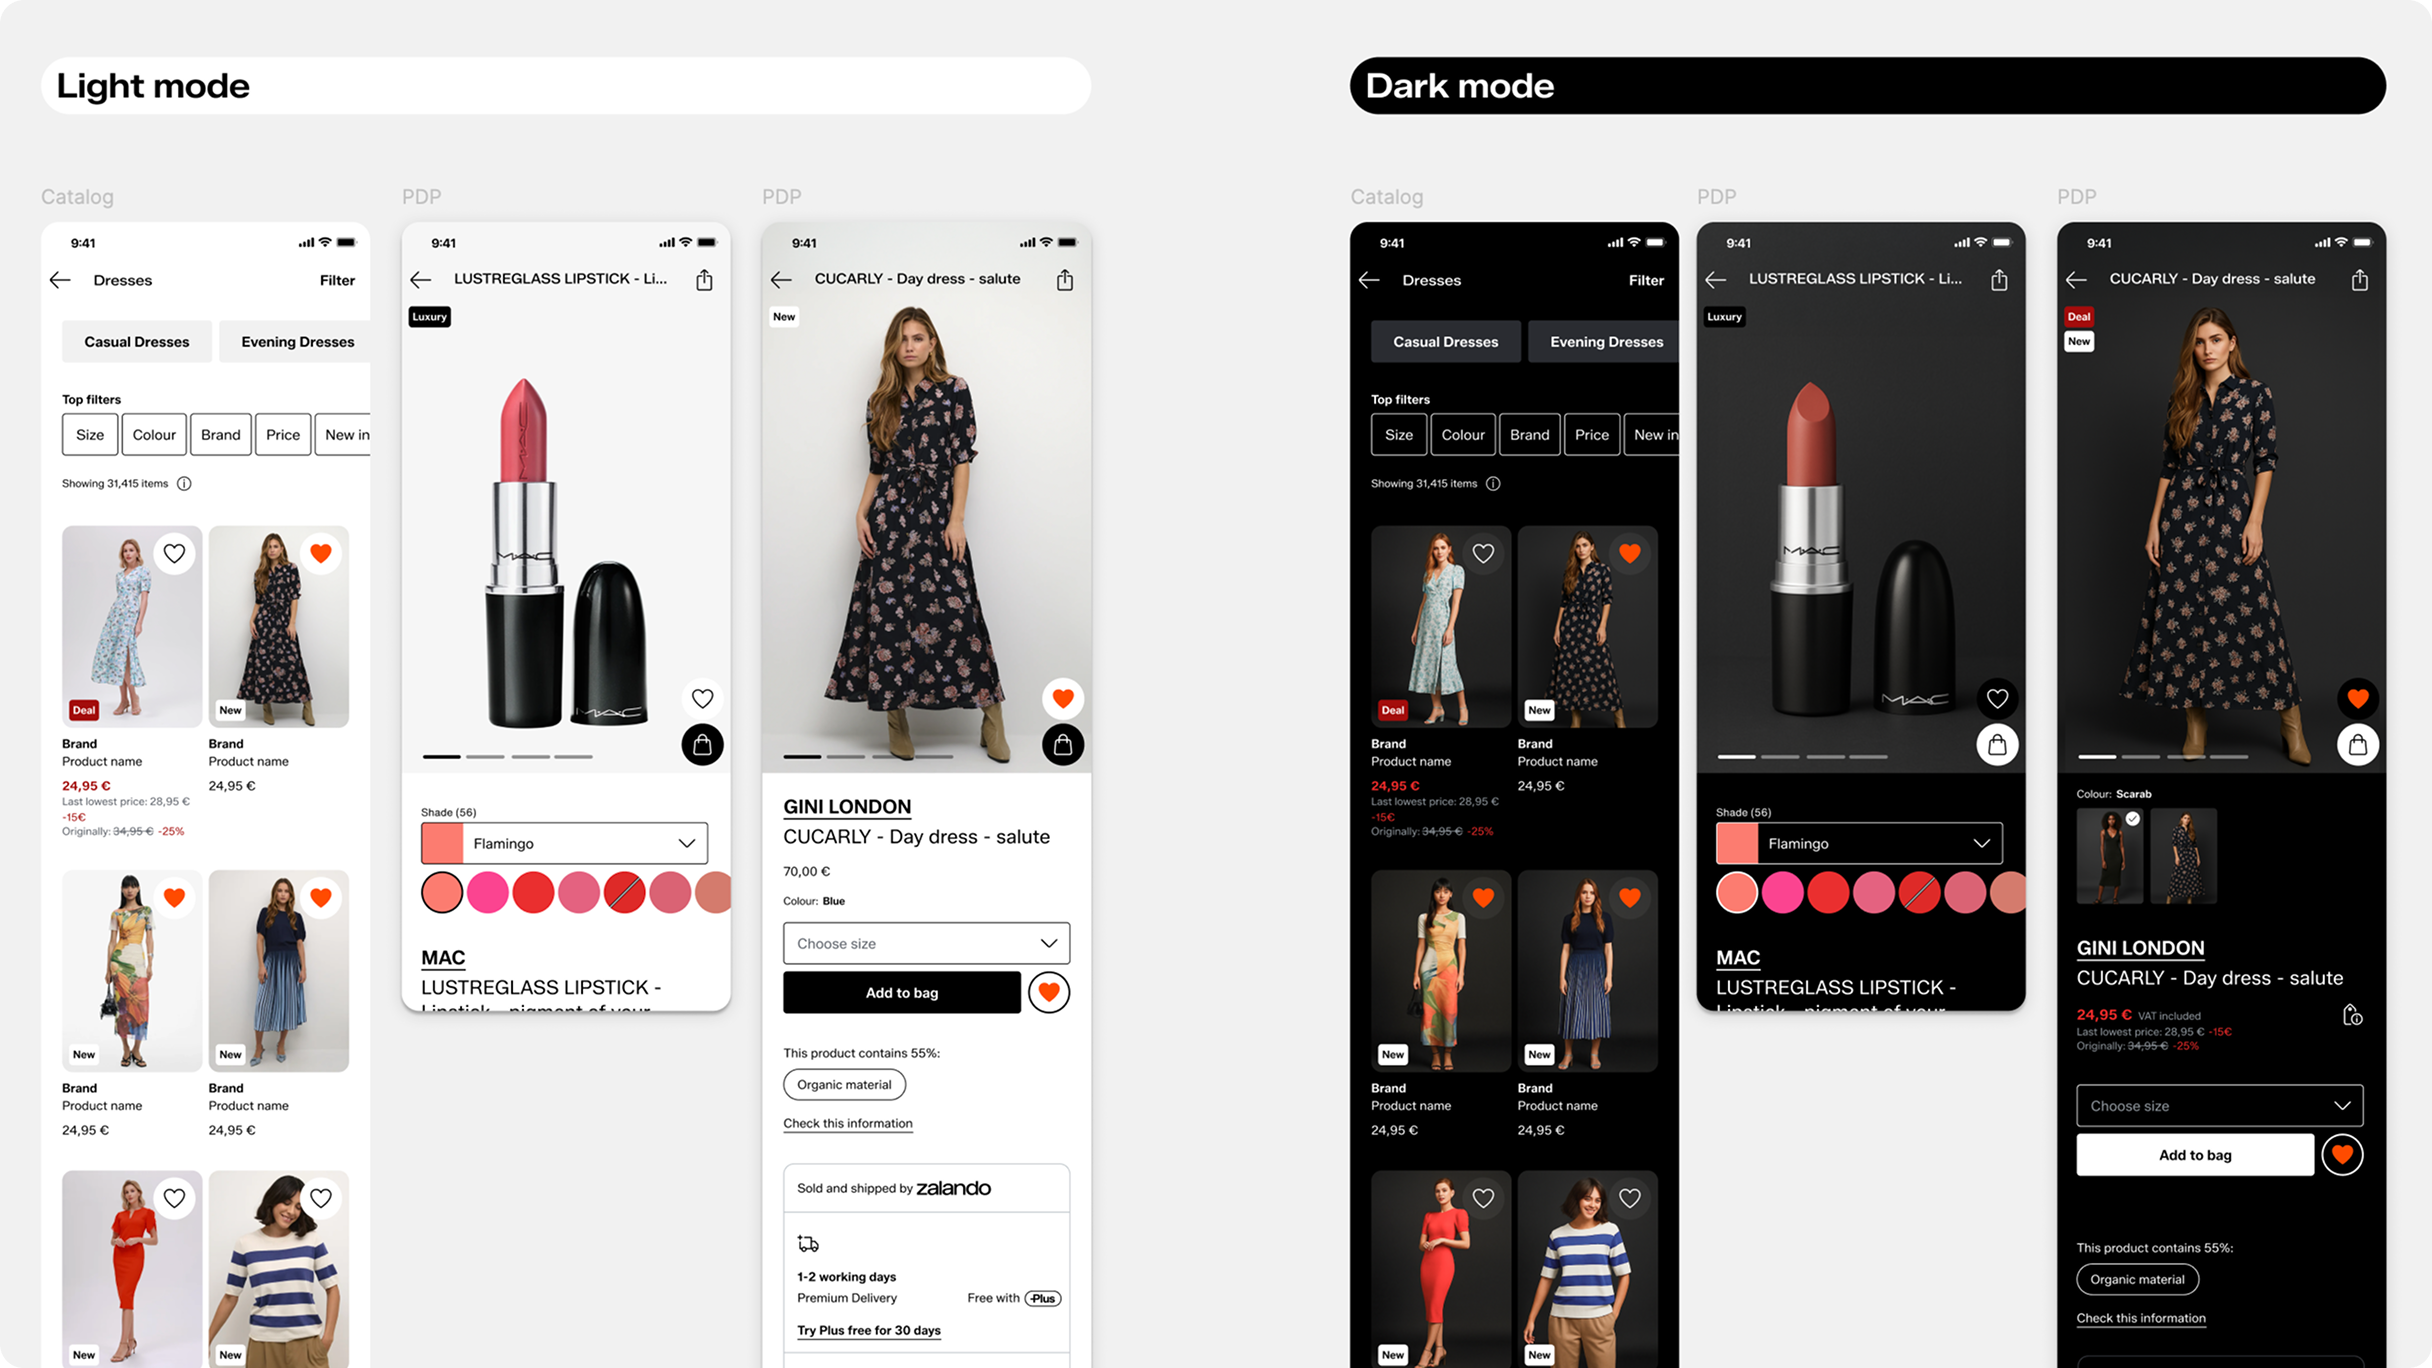 Light mode
Catalog
9:41
Dresses
Filter
Casual Dresses
Evening Dresses
Top filters
Size
Colour
Brand
Price
New in
Showing 31,415 items
Deal
New
Brand
Product name
24,95 €
Last lowest price: 28,95 €
-15€
Originally: 34,95 € -25%
Brand
Product name
24,95 €
New
New
Brand
Product name
24,95 €
Brand
Product name
24,95 €
New
New
PDP
9:41
LUSTREGLASS LIPSTICK - Li...
Luxury
MAC
MAC
Shade (56)
Flamingo
MAC
LUSTREGLASS LIPSTICK -
Lipstick - pigment of your
PDP
9:41
CUCARLY - Day dress - salute
New
GINI LONDON
CUCARLY - Day dress - salute
70,00 €
Colour: Blue
Choose size
Add to bag
This product contains 55%:
Organic material
Check this information
Sold and shipped by zalando
1-2 working days
Premium Delivery
Free with Plus
Try Plus free for 30 days
Dark mode
Catalog
9:41
Dresses
Filter
Casual Dresses
Evening Dresses
Top filters
Size
Colour
Brand
Price
New in
Showing 31,415 items
Deal
New
Brand
Product name
24,95 €
Last lowest price: 28,95 €
-15€
Originally: 34,95 € -25%
Brand
Product name
24,95 €
New
New
Brand
Product name
24,95 €
Brand
Product name
24,95 €
New
New
PDP
9:41
LUSTREGLASS LIPSTICK - Li...
Luxury
MAC
MAC
Shade (56)
Flamingo
MAC
LUSTREGLASS LIPSTICK -
Lipstick - pigment of your
PDP
9:41
CUCARLY - Day dress - salute
Deal
New
Colour: Scarab
GINI LONDON
CUCARLY - Day dress - salute
24,95 € VAT included
Last lowest price: 28,95 € -15€
Originally: 34,95 € -25%
Choose size
Add to bag
This product contains 55%:
Organic material
Check this information